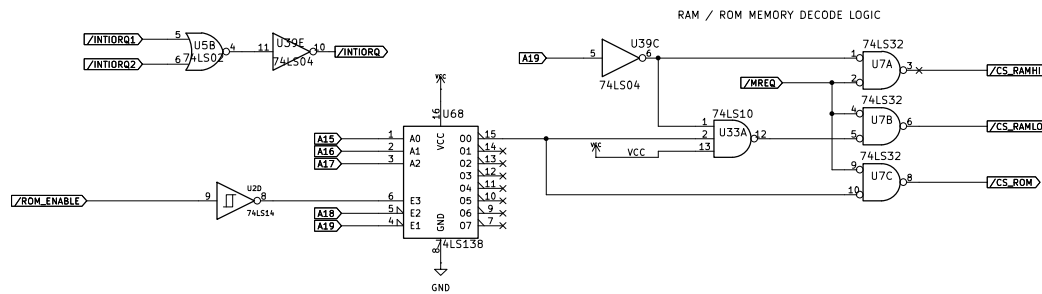 RAM / ROM MEMORY DECODE LOGIC
/INTIORQ1 5 U5B 4 11 U39E 10 /INTIORQ
74LS02 74LS04
/INTIORQ2 6
A19 5 U39C 6
74LS04
74LS32
1 U7A 3 /CS_RAMHI
2
/MREQ
74LS32
4 U7B 6 /CS_RAMLO
5
74LS10
1 U33A 12
2
13
VCC VCC
74LS32
9 U7C 8 /CS_ROM
10
VCC
16 U68
VCC
A15 1 A0 O0 15
A16 2 A1 O1 14
A17 3 A2 O2 13
O3 12
O4 11
/ROM_ENABLE 9 U2D 8 6 E3 O5 10
74LS14
A18 5 E2 O6 9
A19 4 E1 O7 7
GND
8 74LS138
GND